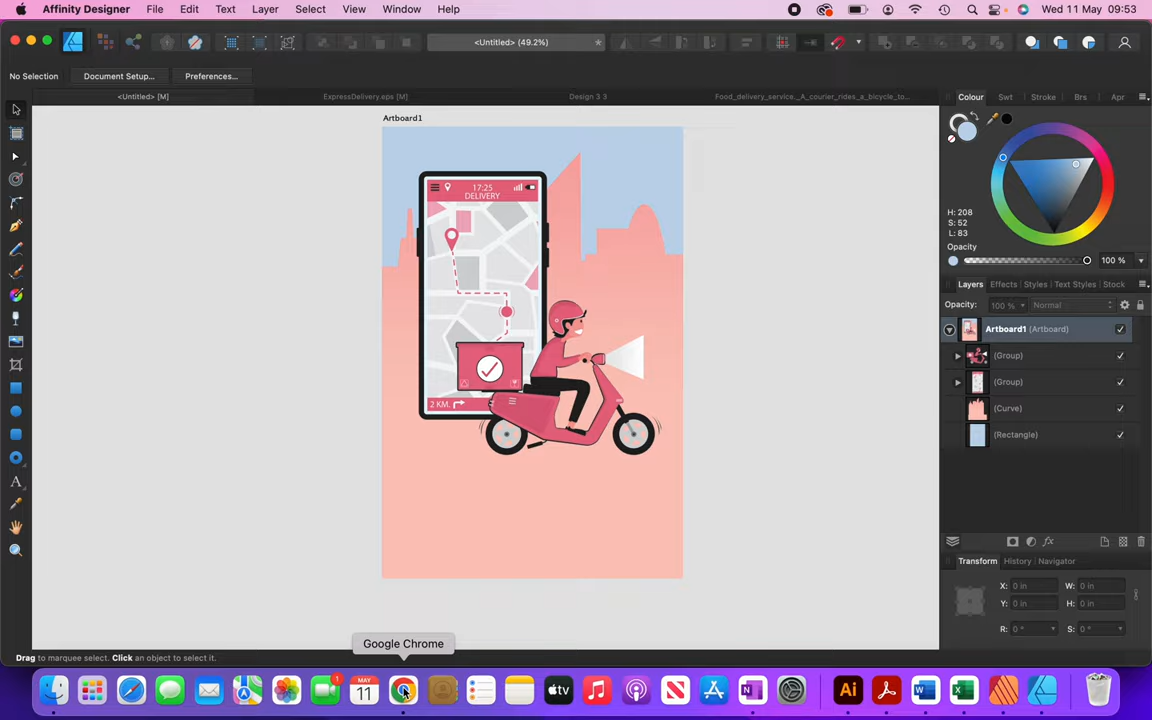 Affinity Designer File Edit Text Layer Select View Window Help Wed 11 May 09:53
<Untitled> (49.2%) *
No Selection Document Setup... Preferences...
<Untitled> [M] ExpressDelivery.eps [M] Design 3 3 Food_delivery_service._A_courier_rides_a_bicycle_to...
Colour Swt Stroke Brs Apr
Artboard1
17:25
DELIVERY
2 KM.
H: 208
S: 52
L: 83
Opacity
100 %
Layers Effects Styles Text Styles Stock
Opacity: 100 % Normal
Artboard1 (Artboard)
(Group)
(Group)
(Curve)
(Rectangle)
Transform History Navigator
X: 0 in W: 0 in
Y: 0 in H: 0 in
R: 0 ° S: 0 °
Google Chrome
Drag to marquee select. Click an object to select it.
1
MAY
11
tv
N
Ai
W
X
A